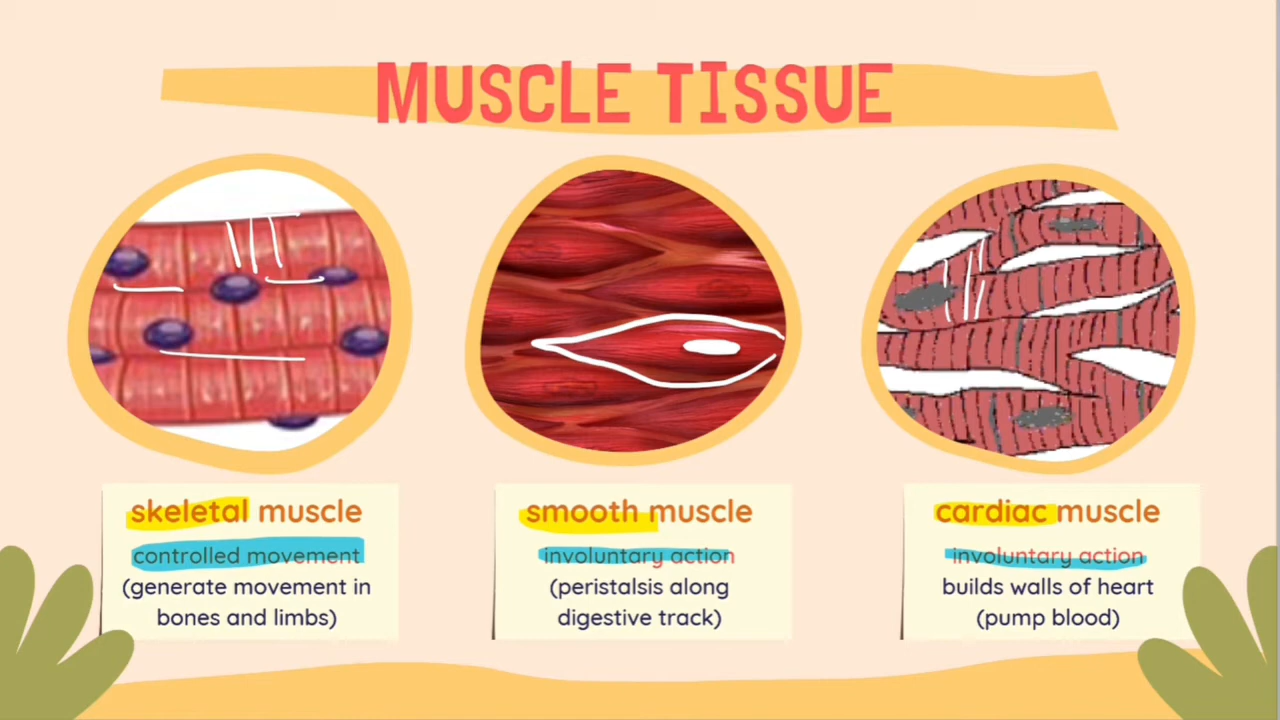 MUSCLE TISSUE
skeletal muscle
controlled movement
(generate movement in
bones and limbs)
smooth muscle
involuntary action
(peristalsis along
digestive track)
cardiac muscle
involuntary action
builds walls of heart
(pump blood)